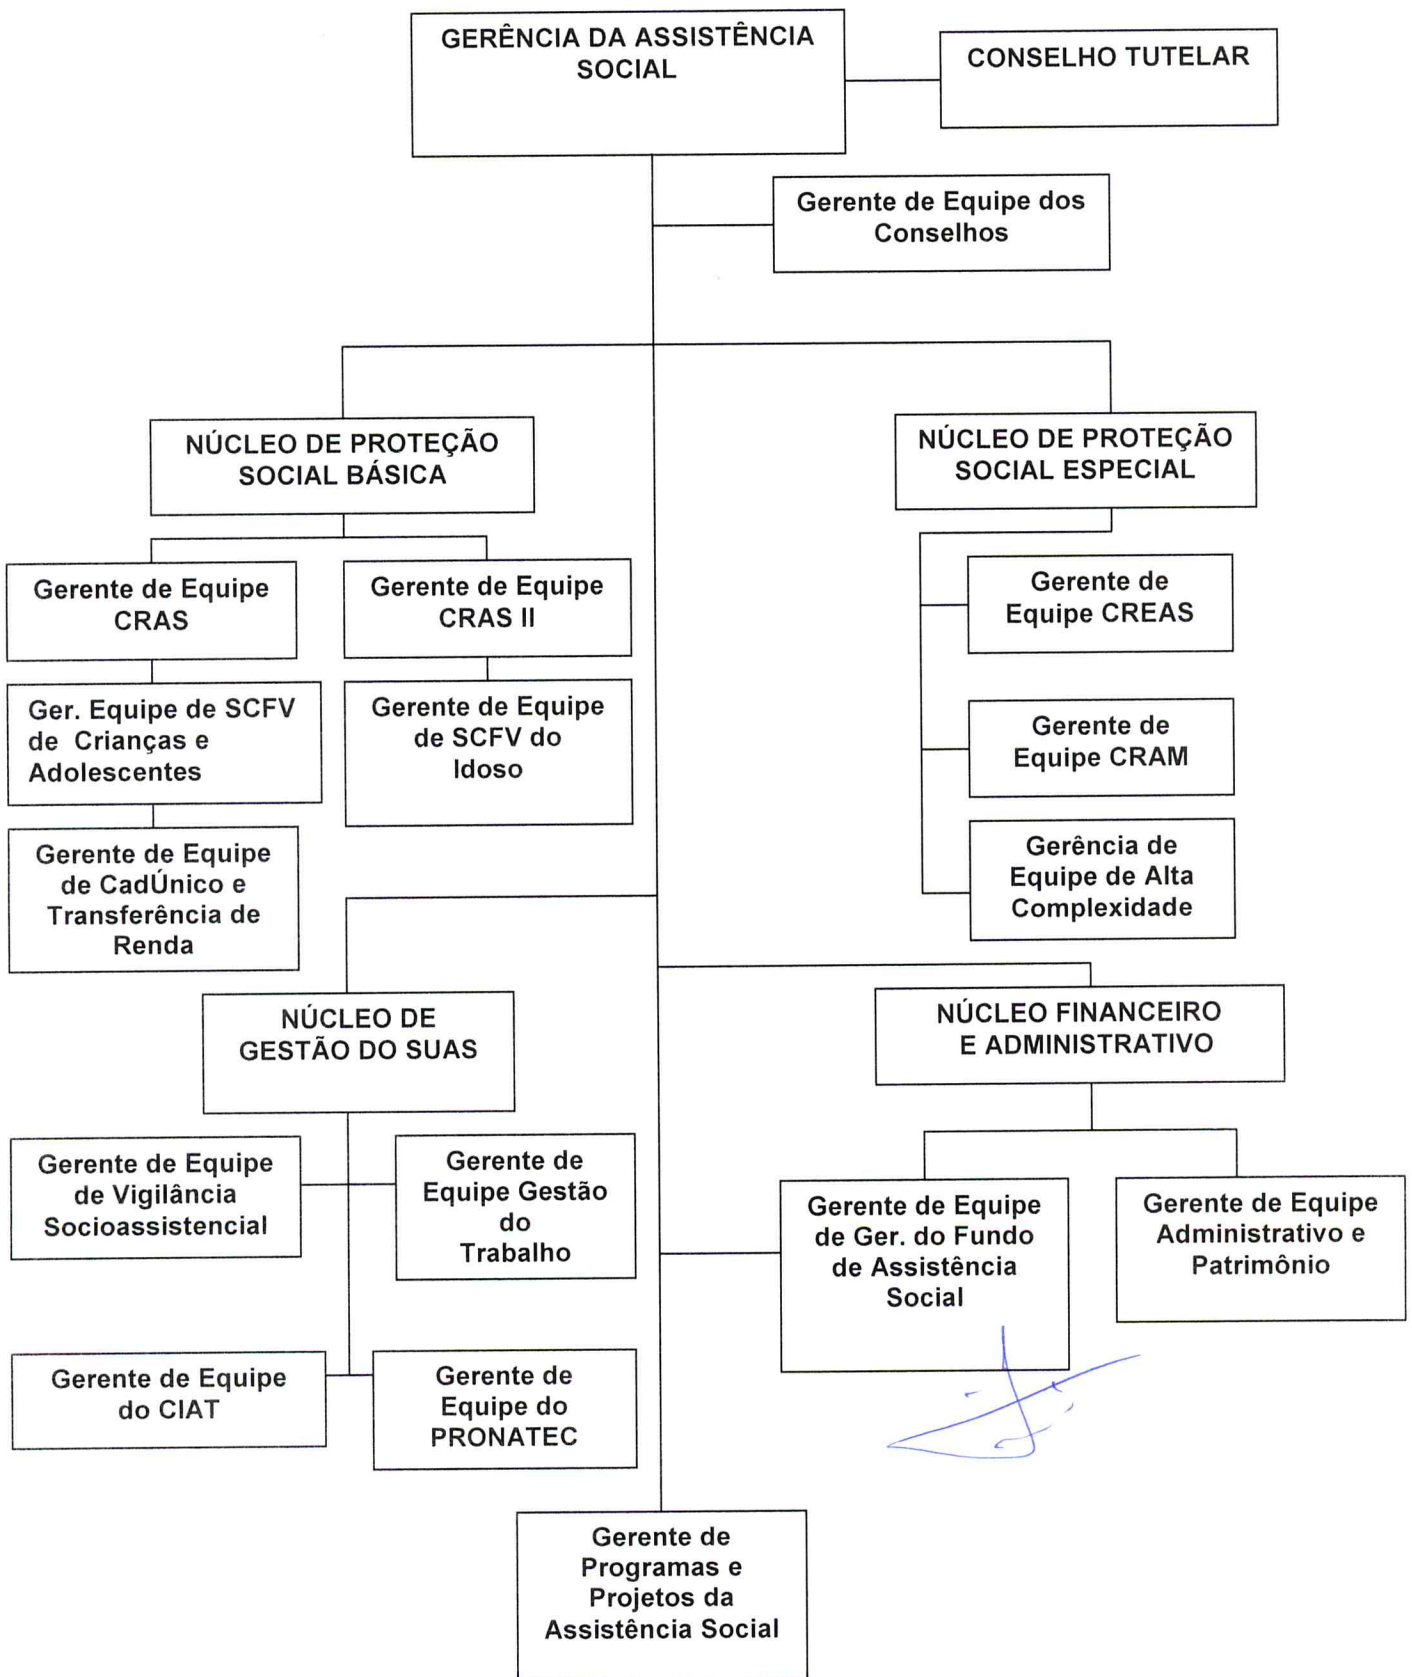 GERÊNCIA DA ASSISTÊNCIA
SOCIAL
CONSELHO TUTELAR
Gerente de Equipe dos
Conselhos
NÚCLEO DE PROTEÇÃO
SOCIAL BÁSICA
NÚCLEO DE PROTEÇÃO
SOCIAL ESPECIAL
Gerente de Equipe
CRAS
Gerente de Equipe
CRAS II
Gerente de
Equipe CREAS
Ger. Equipe de SCFV
de Crianças e
Adolescentes
Gerente de Equipe
de SCFV do
Idoso
Gerente de
Equipe CRAM
Gerente de Equipe
de CadÚnico e
Transferência de
Renda
Gerência de
Equipe de Alta
Complexidade
NÚCLEO DE
GESTÃO DO SUAS
NÚCLEO FINANCEIRO
E ADMINISTRATIVO
Gerente de Equipe
de Vigilância
Socioassistencial
Gerente de
Equipe Gestão
do
Trabalho
Gerente de Equipe
de Ger. do Fundo
de Assistência
Social
Gerente de Equipe
Administrativo e
Patrimônio
Gerente de Equipe
do CIAT
Gerente de
Equipe do
PRONATEC
Gerente de
Programas e
Projetos da
Assistência Social